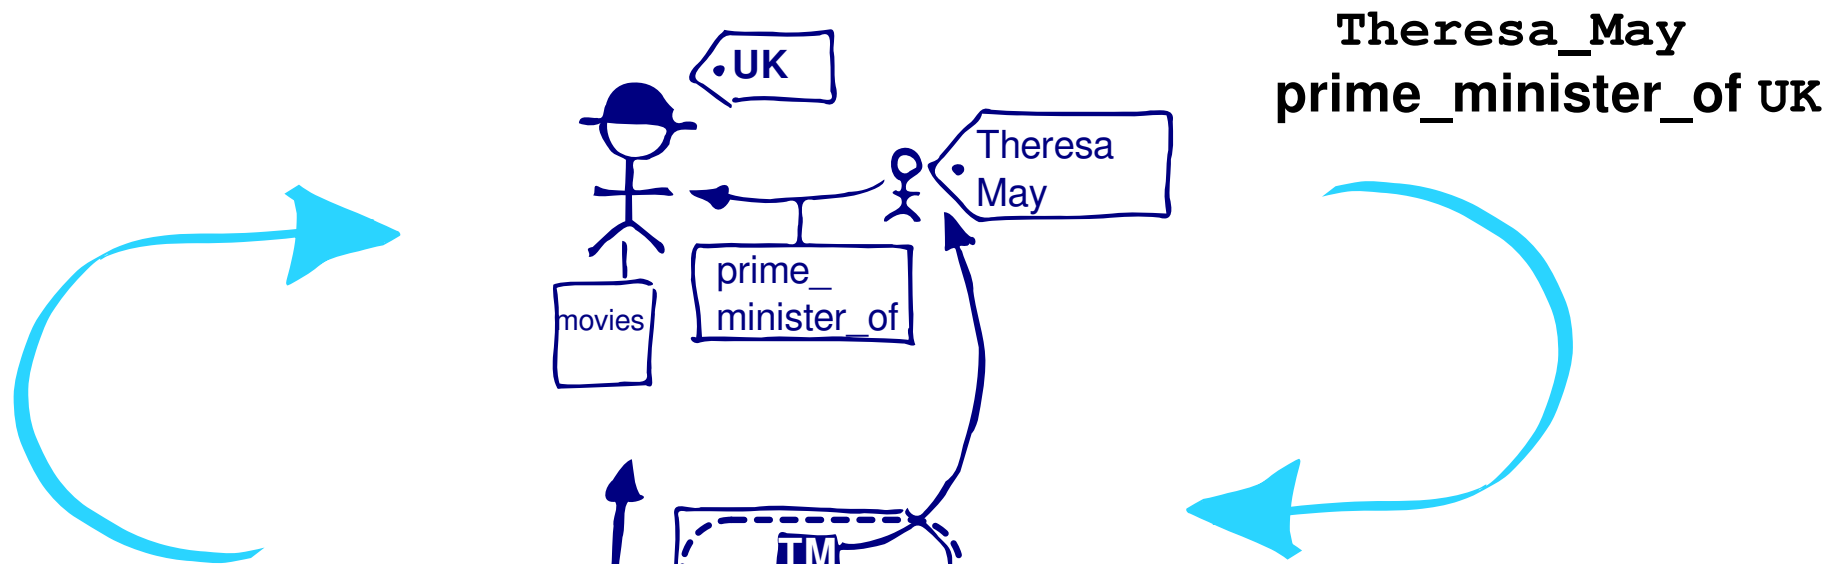 Theresa_May
prime_minister_of UK
UK
Theresa
May
prime_
minister_of
movies
TM